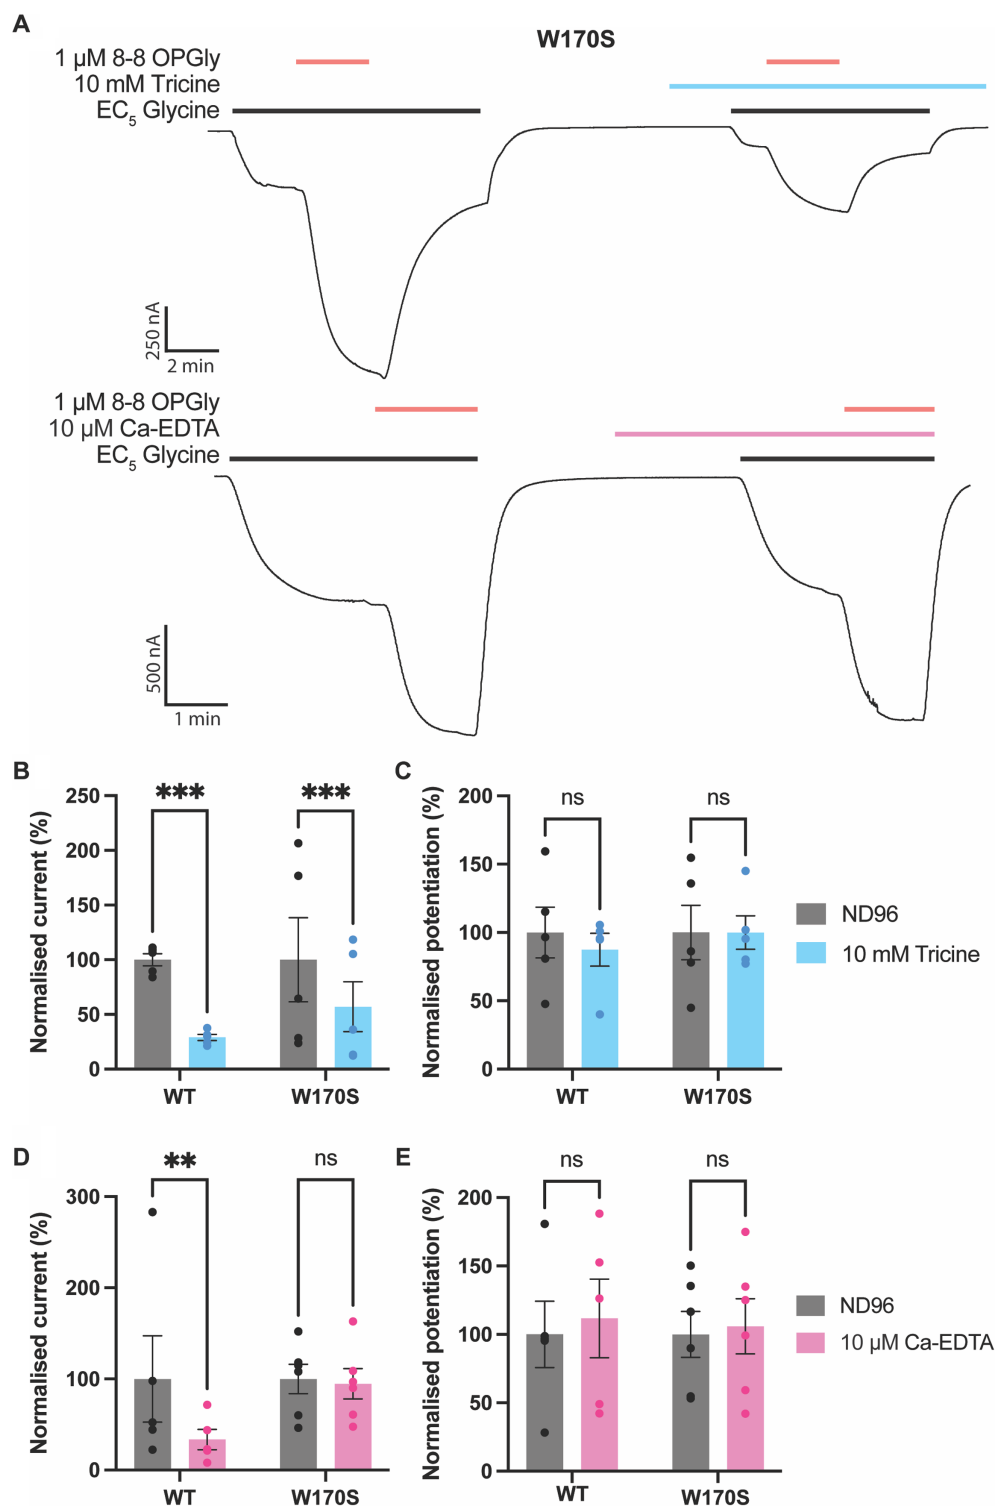 A
W170S
1 µM 8-8 OPGly
10 mM Tricine
EC5 Glycine
250 nA
2 min
1 µM 8-8 OPGly
10 µM Ca-EDTA
EC5 Glycine
500 nA
1 min
B
Normalised current (%)
250
200
150
100
50
0
***
***
WT
W170S
C
Normalised potentiation (%)
200
150
100
50
0
ns
ns
WT
W170S
ND96
10 mM Tricine
D
Normalised current (%)
300
200
100
0
**
ns
WT
W170S
E
Normalised potentiation (%)
200
150
100
50
0
ns
ns
WT
W170S
ND96
10 µM Ca-EDTA